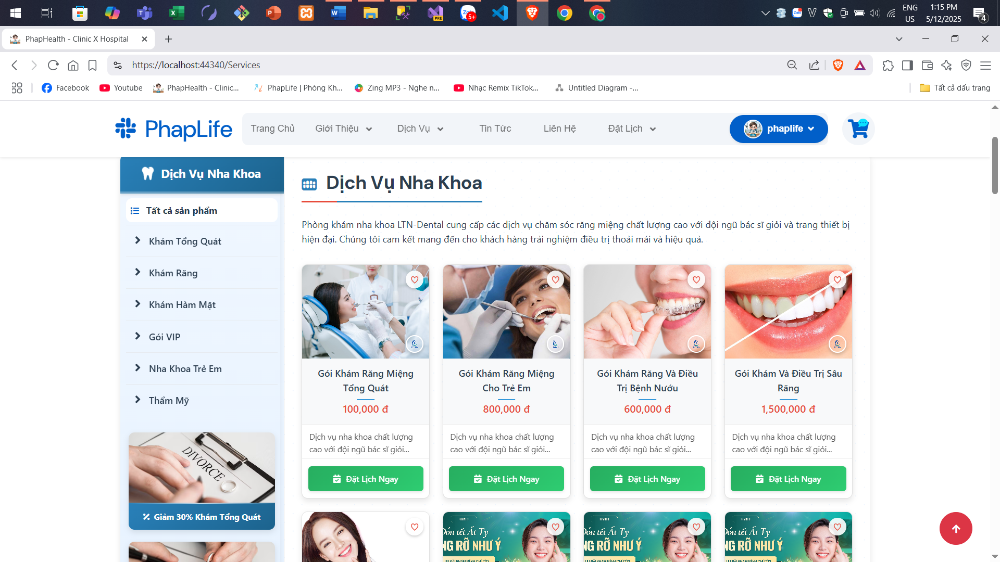 ENG
US
1:15 PM
5/12/2025
4
5+
PRE
PhapHealth - Clinic X Hospital
https://localhost:44340/Services
Facebook
Youtube
PhapHealth - Clinic...
PhapLife | Phòng Kh...
Zing MP3 - Nghe n...
Nhạc Remix TikTok...
Untitled Diagram -...
Tất cả dấu trang
PhapLife
Trang Chủ
Giới Thiệu
Dịch Vụ
Tin Tức
Liên Hệ
Đặt Lịch
phaplife
Dịch Vụ Nha Khoa
Tất cả sản phẩm
Khám Tổng Quát
Khám Răng
Khám Hàm Mặt
Gói VIP
Nha Khoa Trẻ Em
Thẩm Mỹ
DIVORCE
Giảm 30% Khám Tổng Quát
Dịch Vụ Nha Khoa
Phòng khám nha khoa LTN-Dental cung cấp các dịch vụ chăm sóc răng miệng chất lượng cao với đội ngũ bác sĩ giỏi và trang thiết bị
hiện đại. Chúng tôi cam kết mang đến cho khách hàng trải nghiệm điều trị thoải mái và hiệu quả.
Gói Khám Răng Miệng
Tổng Quát
100,000 đ
Dịch vụ nha khoa chất lượng
cao với đội ngũ bác sĩ giỏi...
Đặt Lịch Ngay
Gói Khám Răng Miệng
Cho Trẻ Em
800,000 đ
Dịch vụ nha khoa chất lượng
cao với đội ngũ bác sĩ giỏi...
Đặt Lịch Ngay
Gói Khám Răng Và Điều
Trị Bệnh Nướu
600,000 đ
Dịch vụ nha khoa chất lượng
cao với đội ngũ bác sĩ giỏi...
Đặt Lịch Ngay
Gói Khám Và Điều Trị Sâu
Răng
1,500,000 đ
Dịch vụ nha khoa chất lượng
cao với đội ngũ bác sĩ giỏi...
Đặt Lịch Ngay
Đón tết Ất Tỵ
NG RỠ NHƯ Ý
Đón tết Ất Tỵ
NG RỠ NHƯ Ý
Đón tết Ất Tỵ
NG RỠ NHƯ Ý